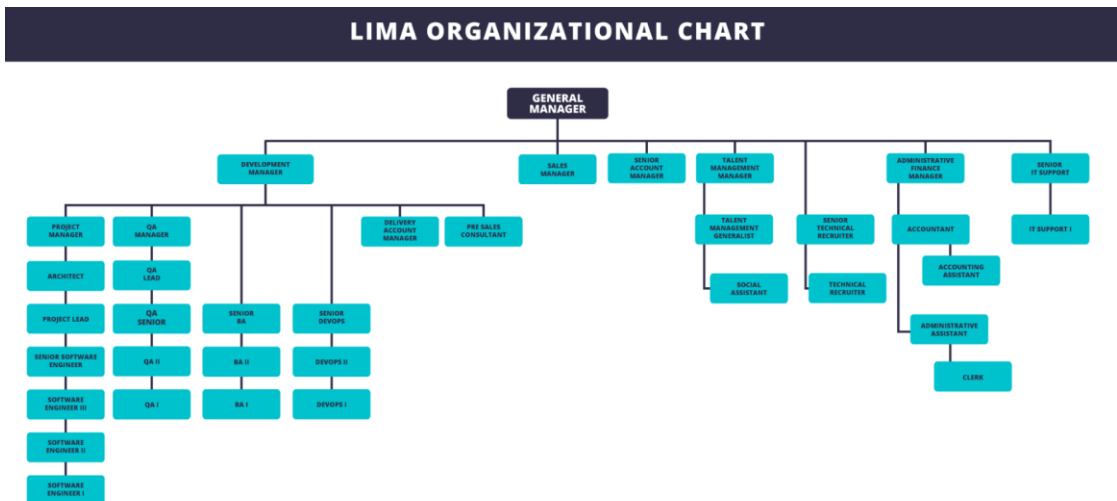 LIMA ORGANIZATIONAL CHART
GENERAL
MANAGER
DEVELOPMENT
MANAGER
SALES
MANAGER
SENIOR
ACCOUNT
MANAGER
TALENT
MANAGEMENT
MANAGER
ADMINISTRATIVE
FINANCE
MANAGER
SENIOR
IT SUPPORT
PROJECT
MANAGER
QA
MANAGER
DELIVERY
ACCOUNT
MANAGER
PRE SALES
CONSULTANT
TALENT
MANAGEMENT
GENERALIST
SENIOR
TECHNICAL
RECRUITER
ACCOUNTANT
IT SUPPORT I
ARCHITECT
QA
LEAD
SOCIAL
ASSISTANT
TECHNICAL
RECRUITER
ACCOUNTING
ASSISTANT
PROJECT LEAD
QA
SENIOR
SENIOR
BA
SENIOR
DEVOPS
ADMINISTRATIVE
ASSISTANT
SENIOR SOFTWARE
ENGINEER
QA II
BA II
DEVOPS II
CLERK
SOFTWARE
ENGINEER III
QA I
BA I
DEVOPS I
SOFTWARE
ENGINEER II
SOFTWARE
ENGINEER I